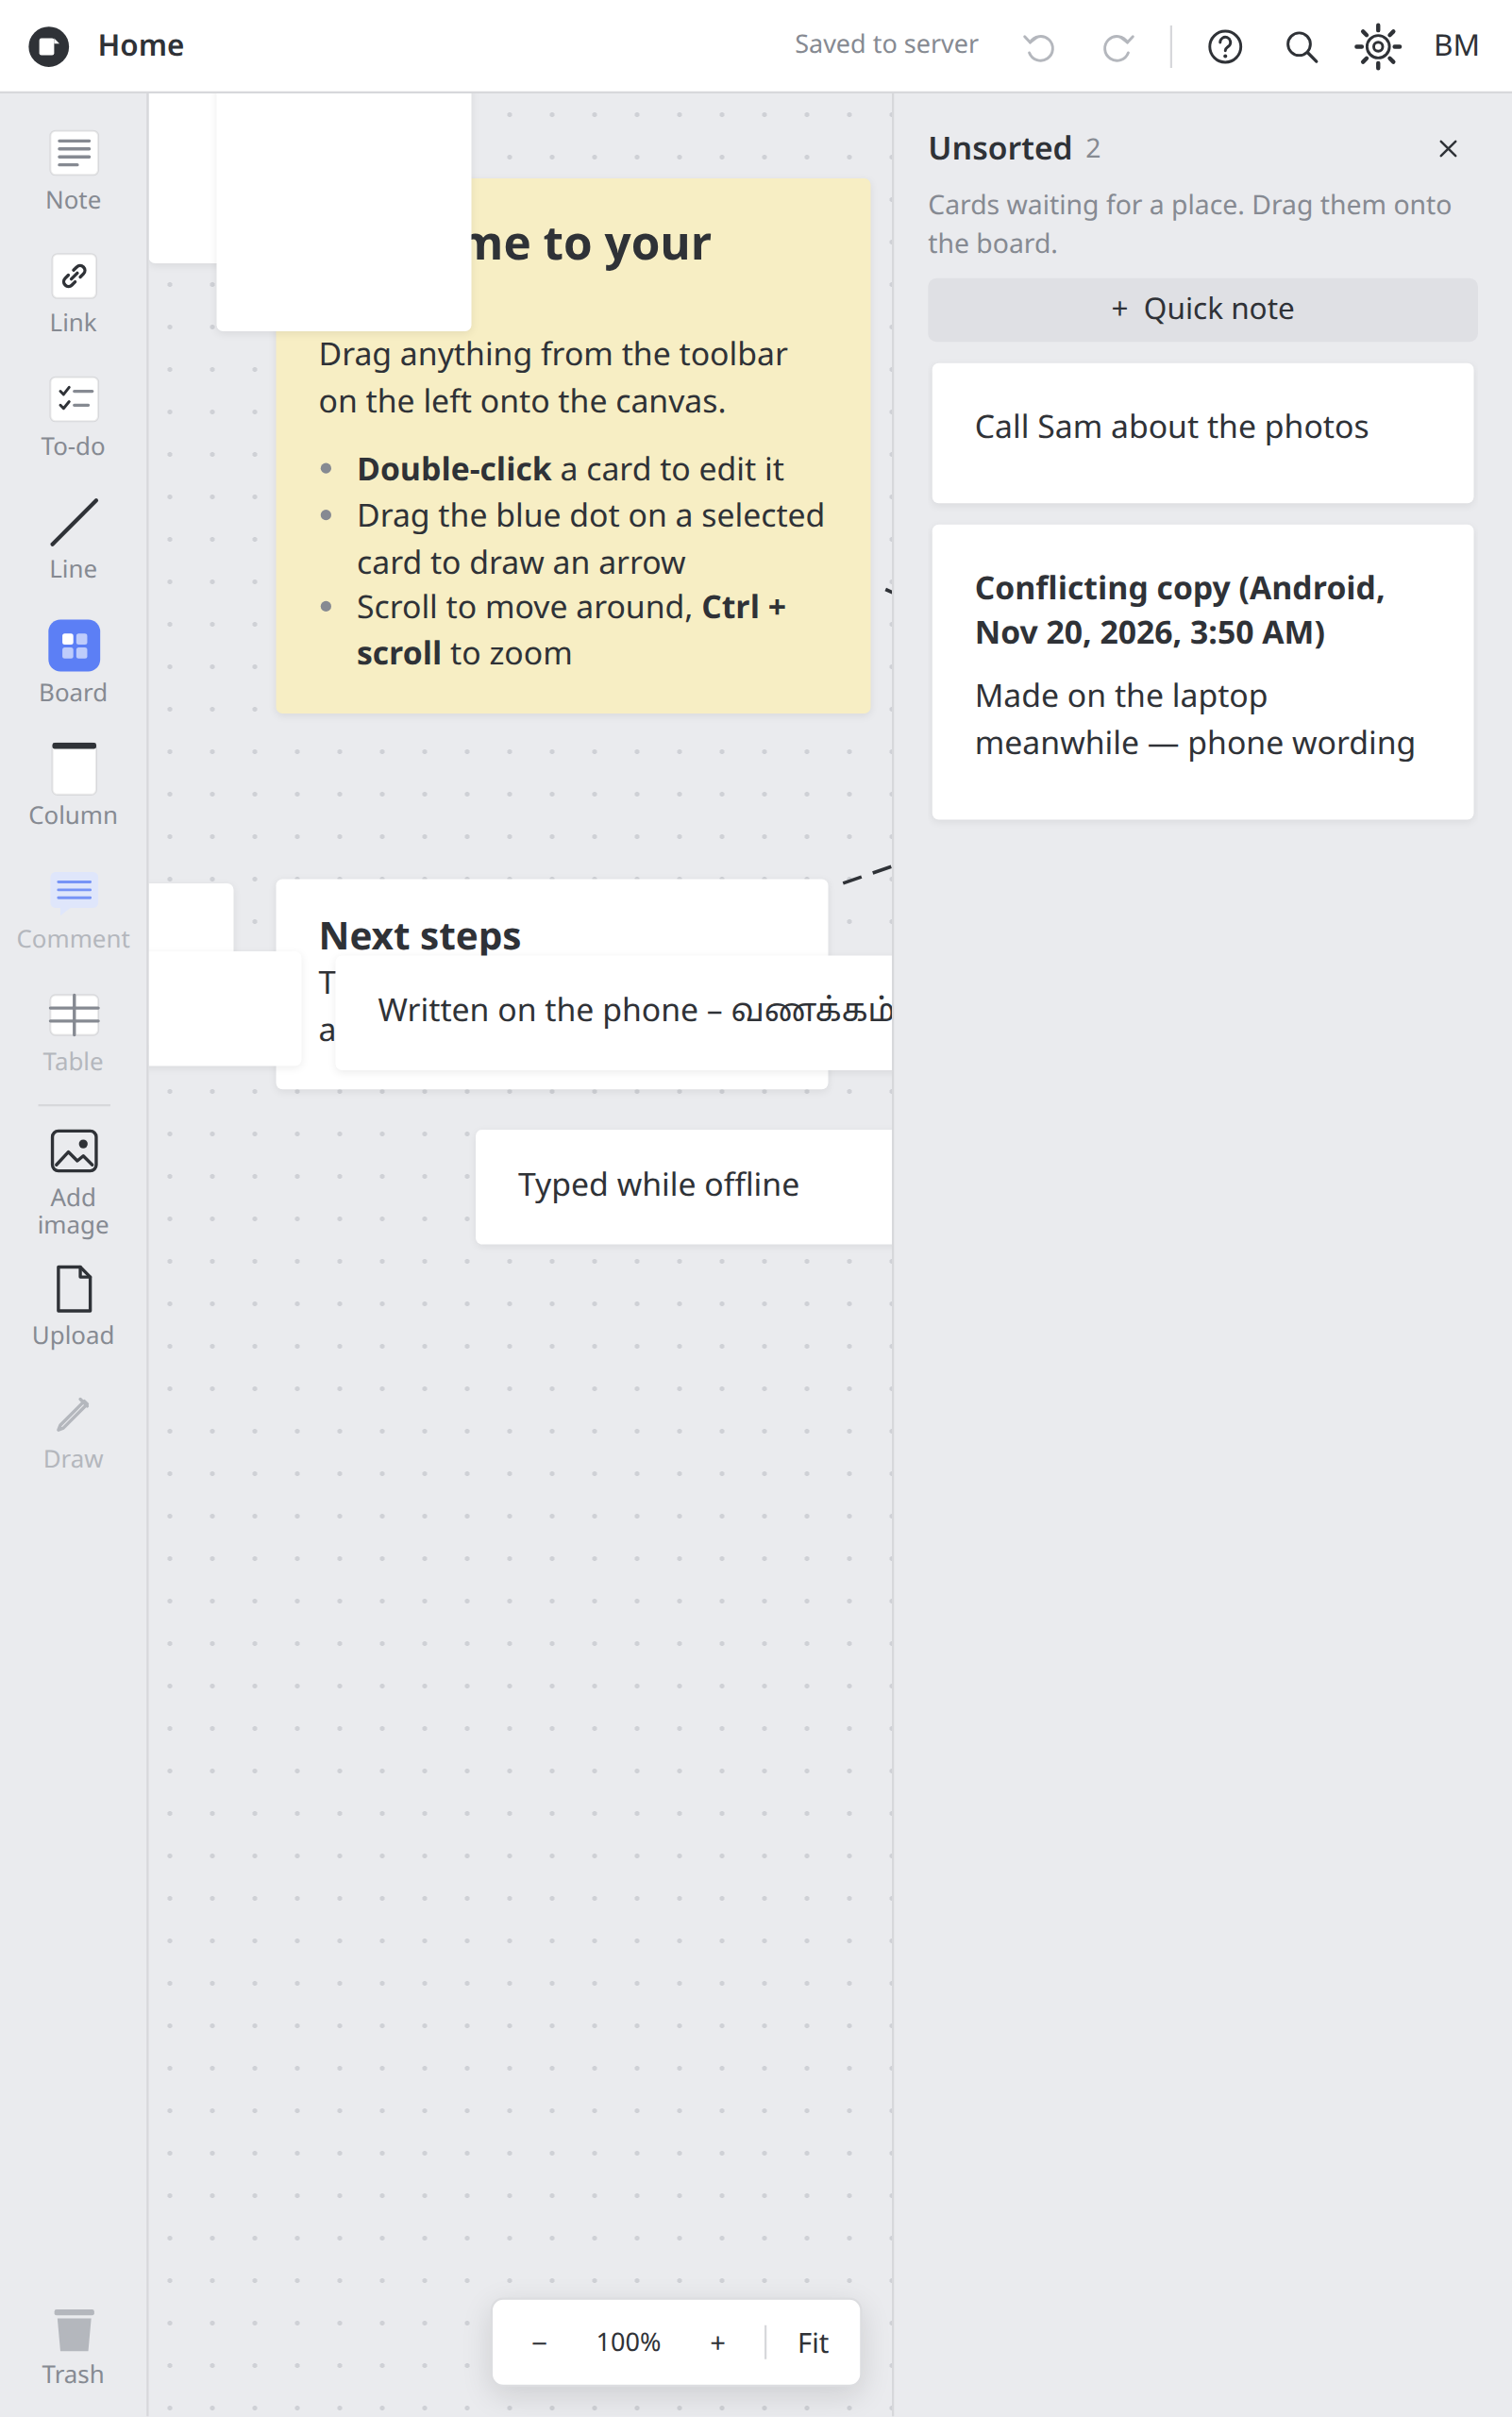 Home
Saved to server
BM
Note
Link
To-do
Line
Board
Column
Comment
Table
Add
image
Upload
Draw
Trash
me to your
Drag anything from the toolbar
on the left onto the canvas.
Double-click a card to edit it
Drag the blue dot on a selected
card to draw an arrow
Scroll to move around, Ctrl +
scroll to zoom
Next steps
T
a
Written on the phone – வணக்கம்
Typed while offline
− 100% + Fit
Unsorted 2
Cards waiting for a place. Drag them onto
the board.
+ Quick note
Call Sam about the photos
Conflicting copy (Android,
Nov 20, 2026, 3:50 AM)
Made on the laptop
meanwhile — phone wording